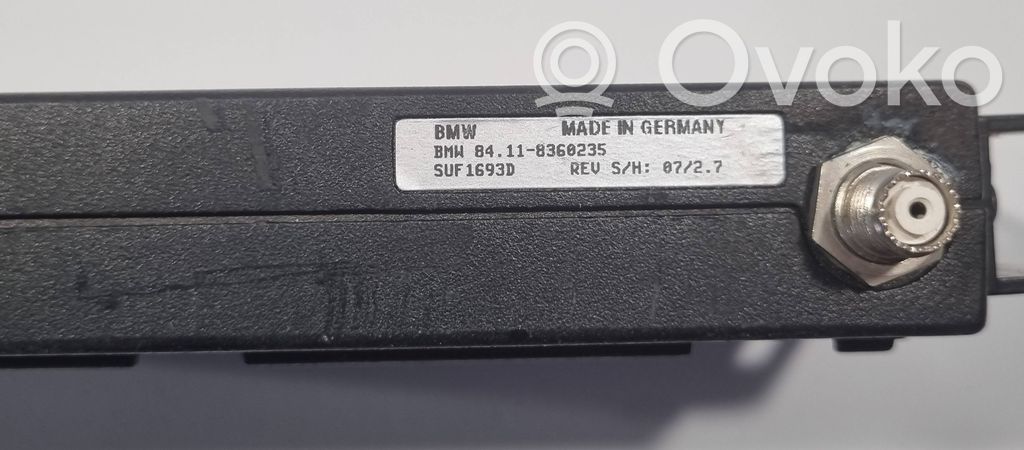 Ovoko
BMW MADE IN GERMANY
BMW 84.11-8360235
SUF1693D REV S/H: 07/2.7